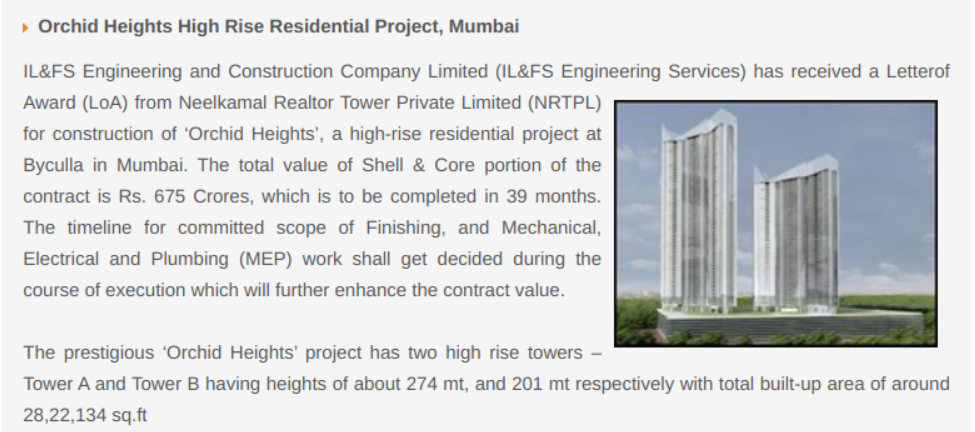 Orchid Heights High Rise Residential Project, Mumbai
IL&FS Engineering and Construction Company Limited (IL&FS Engineering Services) has received a Letterof
Award (LoA) from Neelkamal Realtor Tower Private Limited (NRTPL)
for construction of ‘Orchid Heights’, a high-rise residential project at
Byculla in Mumbai. The total value of Shell & Core portion of the
contract is Rs. 675 Crores, which is to be completed in 39 months.
The timeline for committed scope of Finishing, and Mechanical,
Electrical and Plumbing (MEP) work shall get decided during the
course of execution which will further enhance the contract value.
The prestigious ‘Orchid Heights’ project has two high rise towers –
Tower A and Tower B having heights of about 274 mt, and 201 mt respectively with total built-up area of around
28,22,134 sq.ft